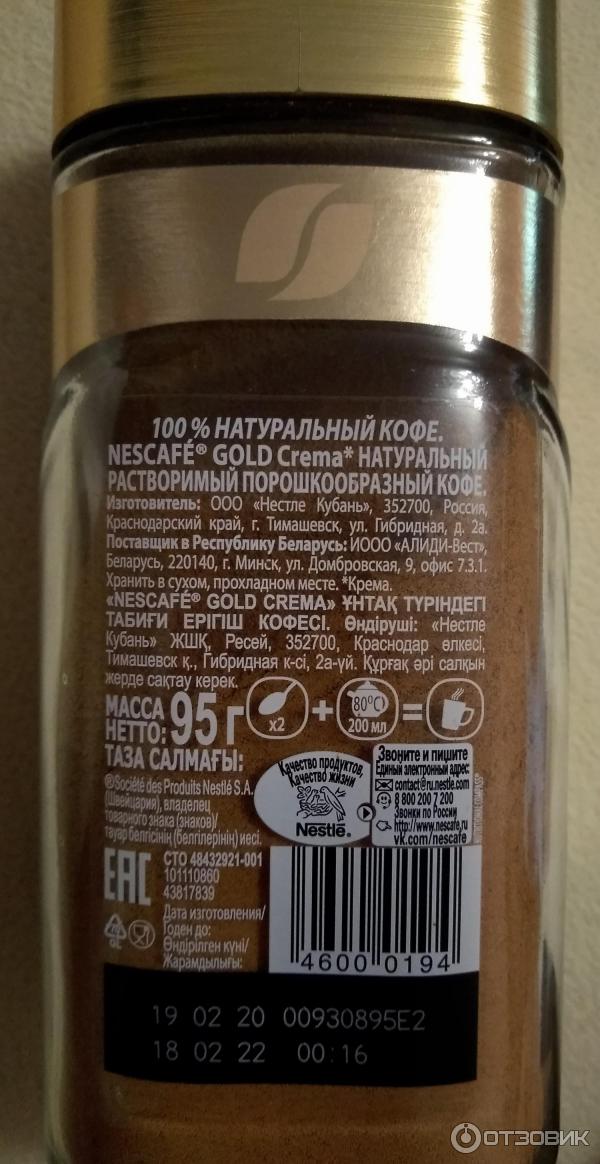 100 % НАТУРАЛЬНЫЙ КОФЕ.
NESCAFÉ® GOLD Crema* НАТУРАЛЬНЫЙ
РАСТВОРИМЫЙ ПОРОШКООБРАЗНЫЙ КОФЕ.
Изготовитель: ООО «Нестле Кубань», 352700, Россия,
Краснодарский край, г. Тимашевск, ул. Гибридная, д. 2а.
Поставщик в Республику Беларусь: ИООО «АЛИДИ-Вест»,
Беларусь, 220140, г. Минск, ул. Домбровская, 9, офис 7.3.1.
Хранить в сухом, прохладном месте. *Крема.
«NESCAFÉ® GOLD CREMA» ҰНТАҚ ТҮРІНДЕГІ
ТАБИҒИ ЕРІГІШ КОФЕСІ. Өндіруші: «Нестле
Кубань» ЖШҚ, Ресей, 352700, Краснодар өлкесі,
Тимашевск қ., Гибридная к-сі, 2а-үй. Құрғақ әрі салқын
жерде сақтау керек.
МАССА
НЕТТО: 95 г
ТАЗА САЛМАҒЫ:
x2 + 80°C 200 мл =
®Société des Produits Nestlé S.A.
(Швейцария), владелец
товарного знака (знаков)/
тауар белгісінің (белгілерінің) иесі.
Качество продуктов,
Качество жизни
Nestlé®
Звоните и пишите
Единый электронный адрес
contact@ru.nestle.com
8 800 200 7 200
Звонки по России
http://www.nescafe.ru
vk.com/nescafe
EAC
СТО 48432921-001
101110860
43817839
70
GL
Дата изготовления/
Годен до:
Өндірілген күні/
Жарамдылығы:
4600 0194
19 02 20 00930895E2
18 02 22 00:16
ОТЗОВИК